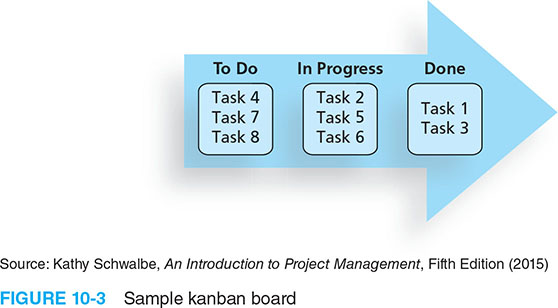 To Do In Progress Done
Task 4
Task 7
Task 8
Task 2
Task 5
Task 6
Task 1
Task 3
Source: Kathy Schwalbe, An Introduction to Project Management, Fifth Edition (2015)
FIGURE 10-3 Sample kanban board